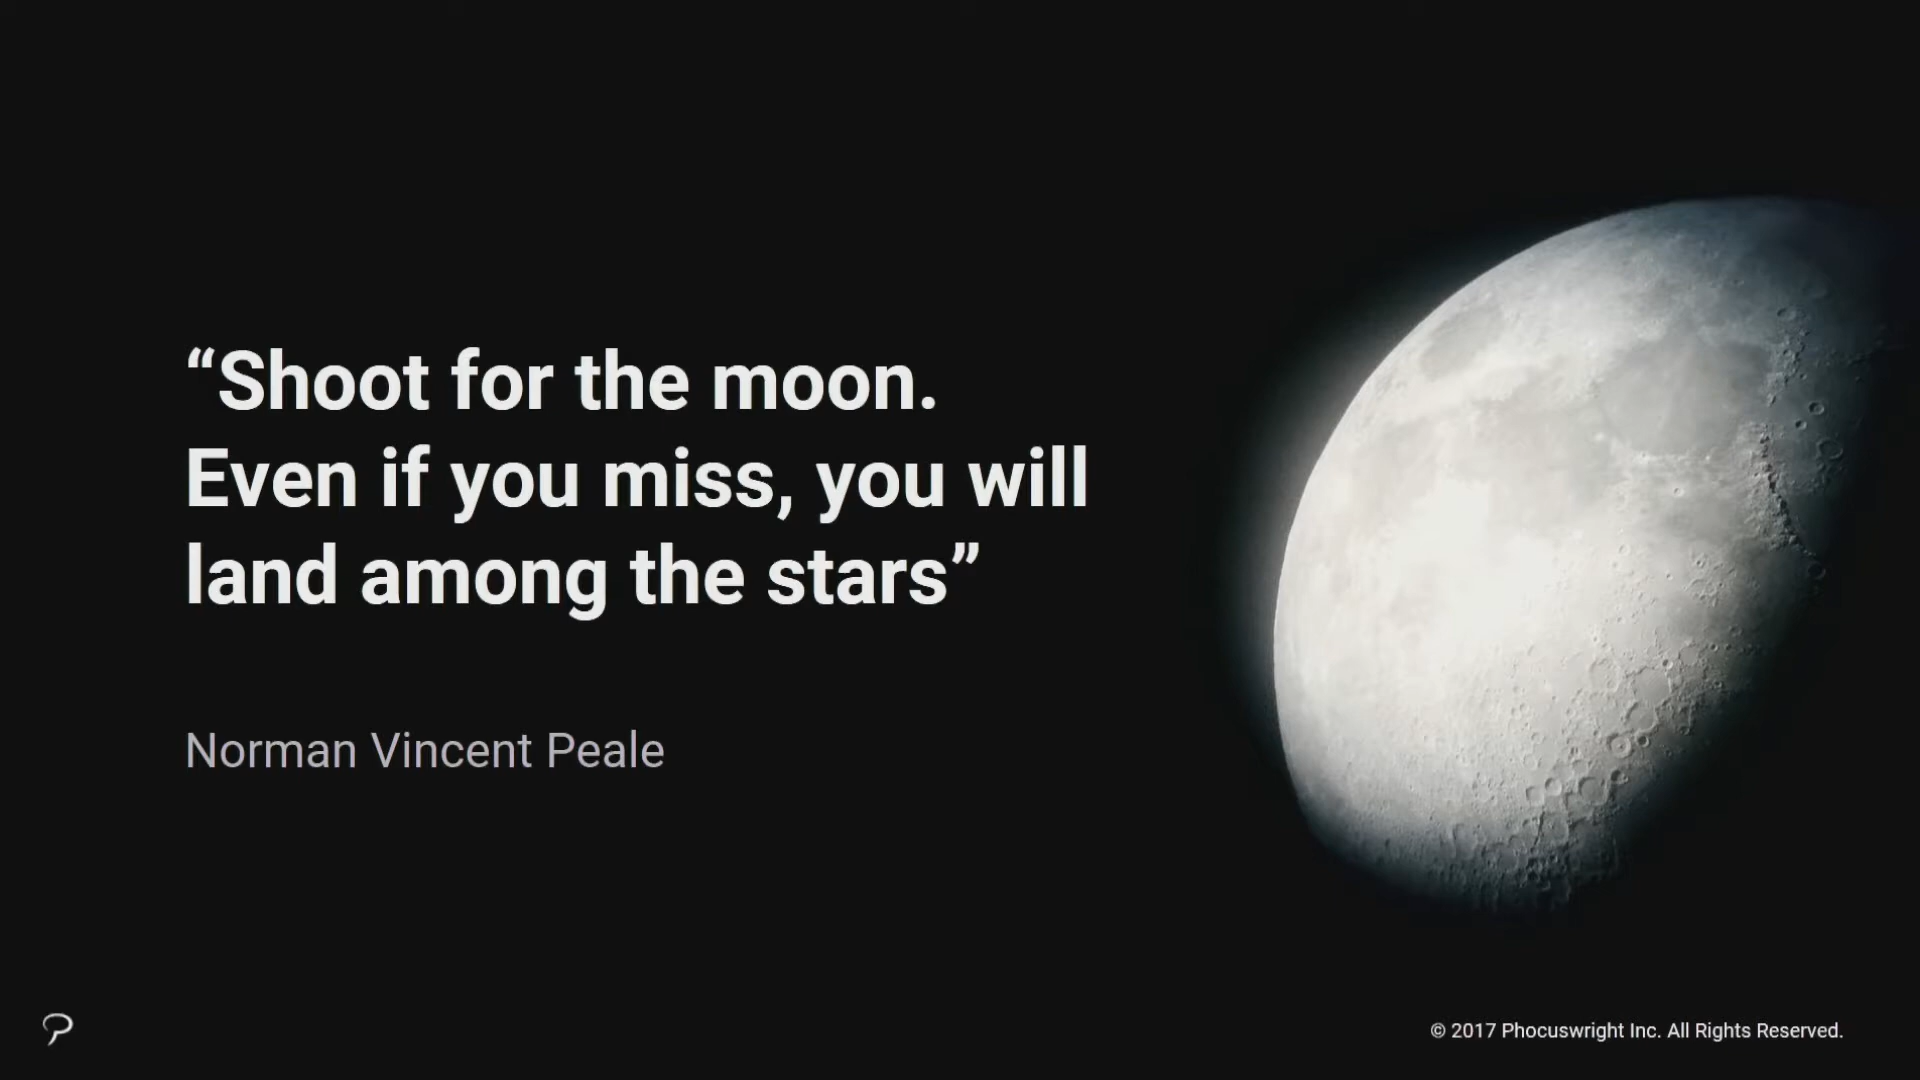 “Shoot for the moon.
Even if you miss, you will
land among the stars”
Norman Vincent Peale
© 2017 Phocuswright Inc. All Rights Reserved.